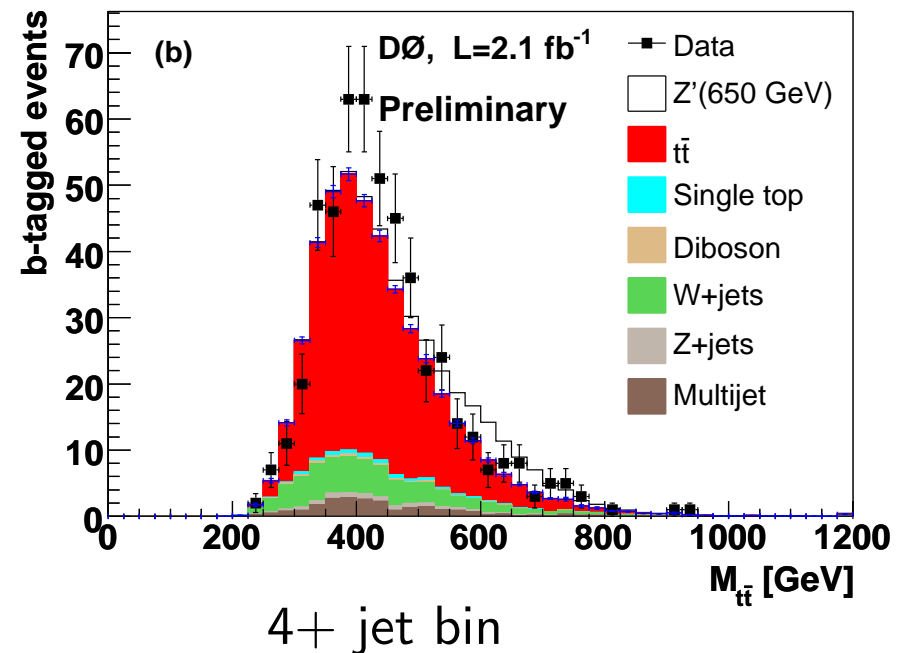 (b)
DØ, L=2.1 fb⁻¹
Preliminary
Data
Z'(650 GeV)
tt̄
Single top
Diboson
W+jets
Z+jets
Multijet
b-tagged events
70
60
50
40
30
20
10
0
0 200 400 600 800 1000 1200
M_tt̄ [GeV]
4+ jet bin